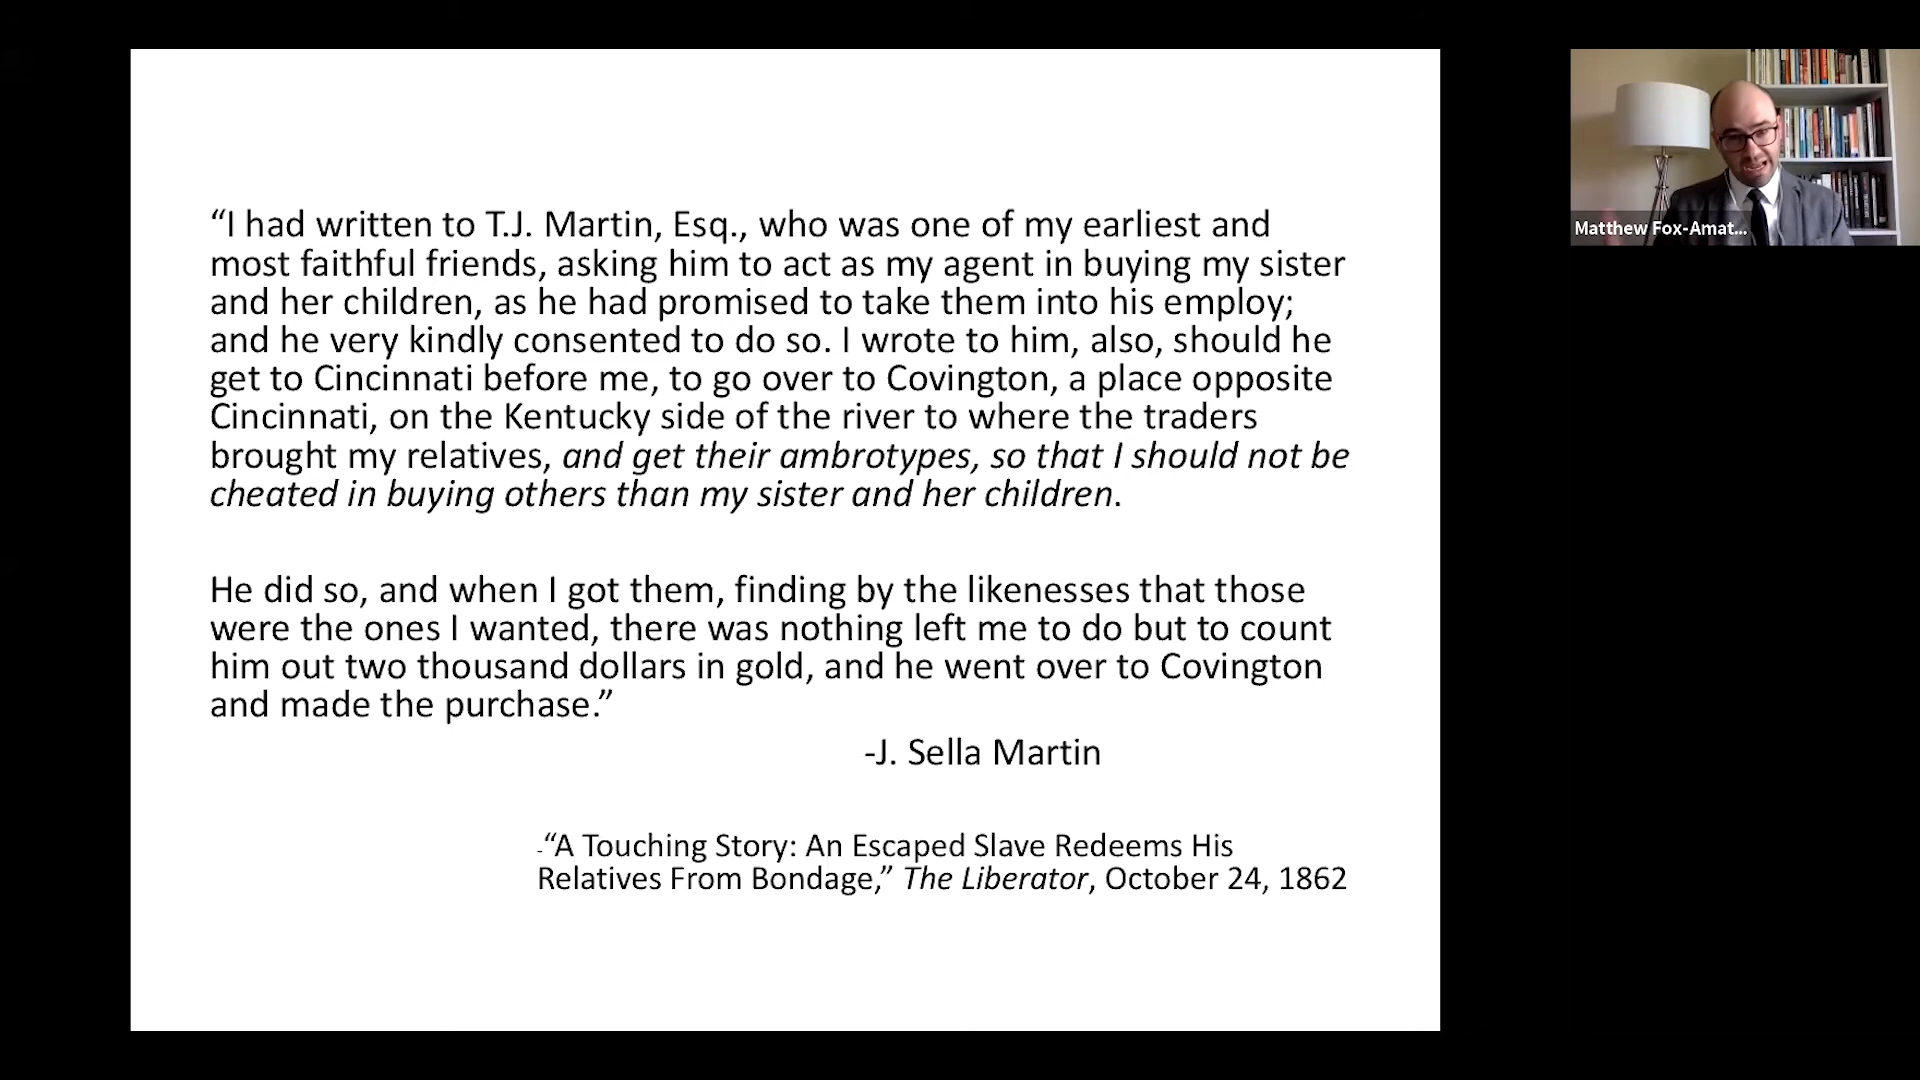 “I had written to T.J. Martin, Esq., who was one of my earliest and
most faithful friends, asking him to act as my agent in buying my sister
and her children, as he had promised to take them into his employ;
and he very kindly consented to do so. I wrote to him, also, should he
get to Cincinnati before me, to go over to Covington, a place opposite
Cincinnati, on the Kentucky side of the river to where the traders
brought my relatives, and get their ambrotypes, so that I should not be
cheated in buying others than my sister and her children.
He did so, and when I got them, finding by the likenesses that those
were the ones I wanted, there was nothing left me to do but to count
him out two thousand dollars in gold, and he went over to Covington
and made the purchase.”
-J. Sella Martin
-“A Touching Story: An Escaped Slave Redeems His
Relatives From Bondage,” The Liberator, October 24, 1862
Matthew Fox-Amat...